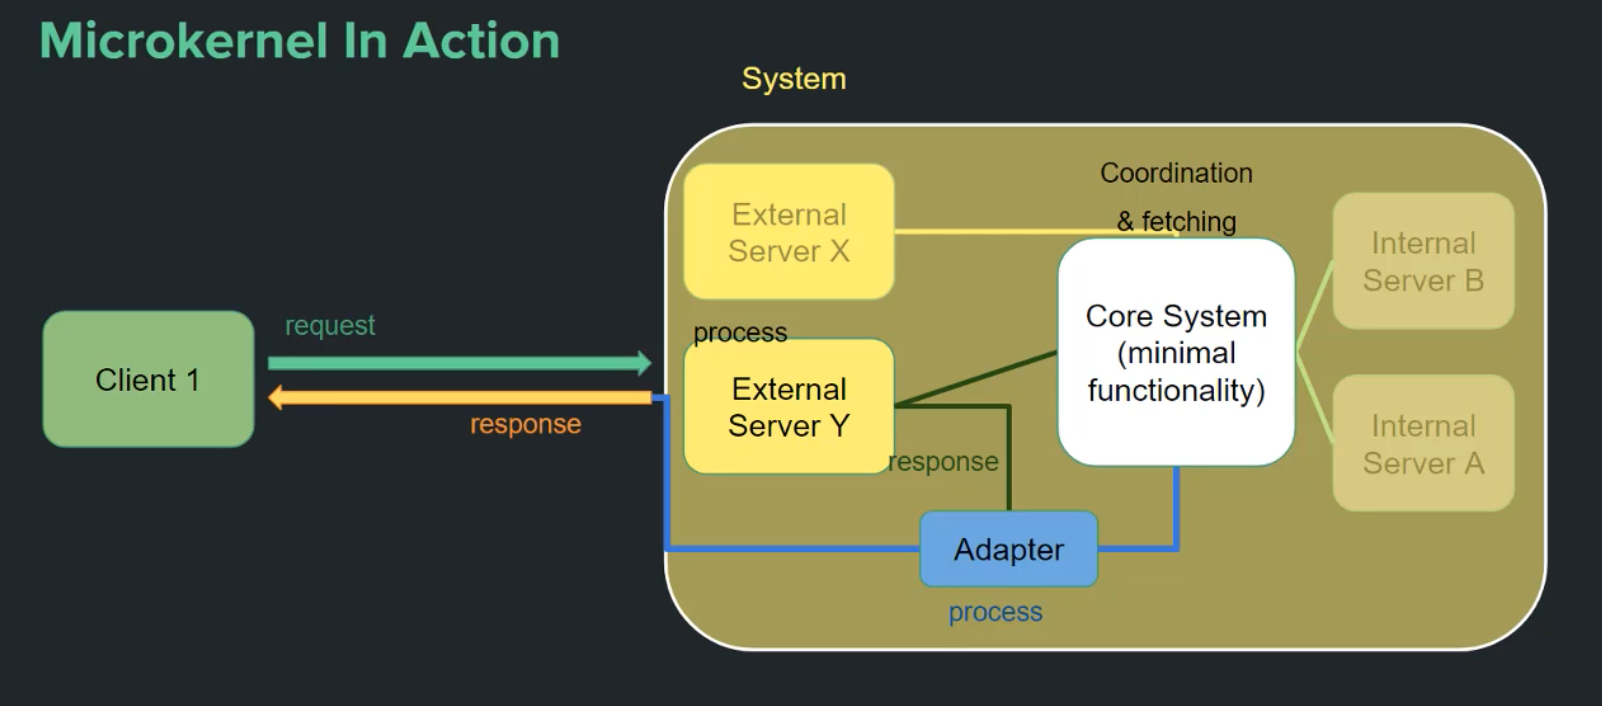 Microkernel In Action
System
Coordination
& fetching
External
Server X
Internal
Server B
request
process
Client 1
External
Server Y
Core System
(minimal
functionality)
response
response
Internal
Server A
Adapter
process